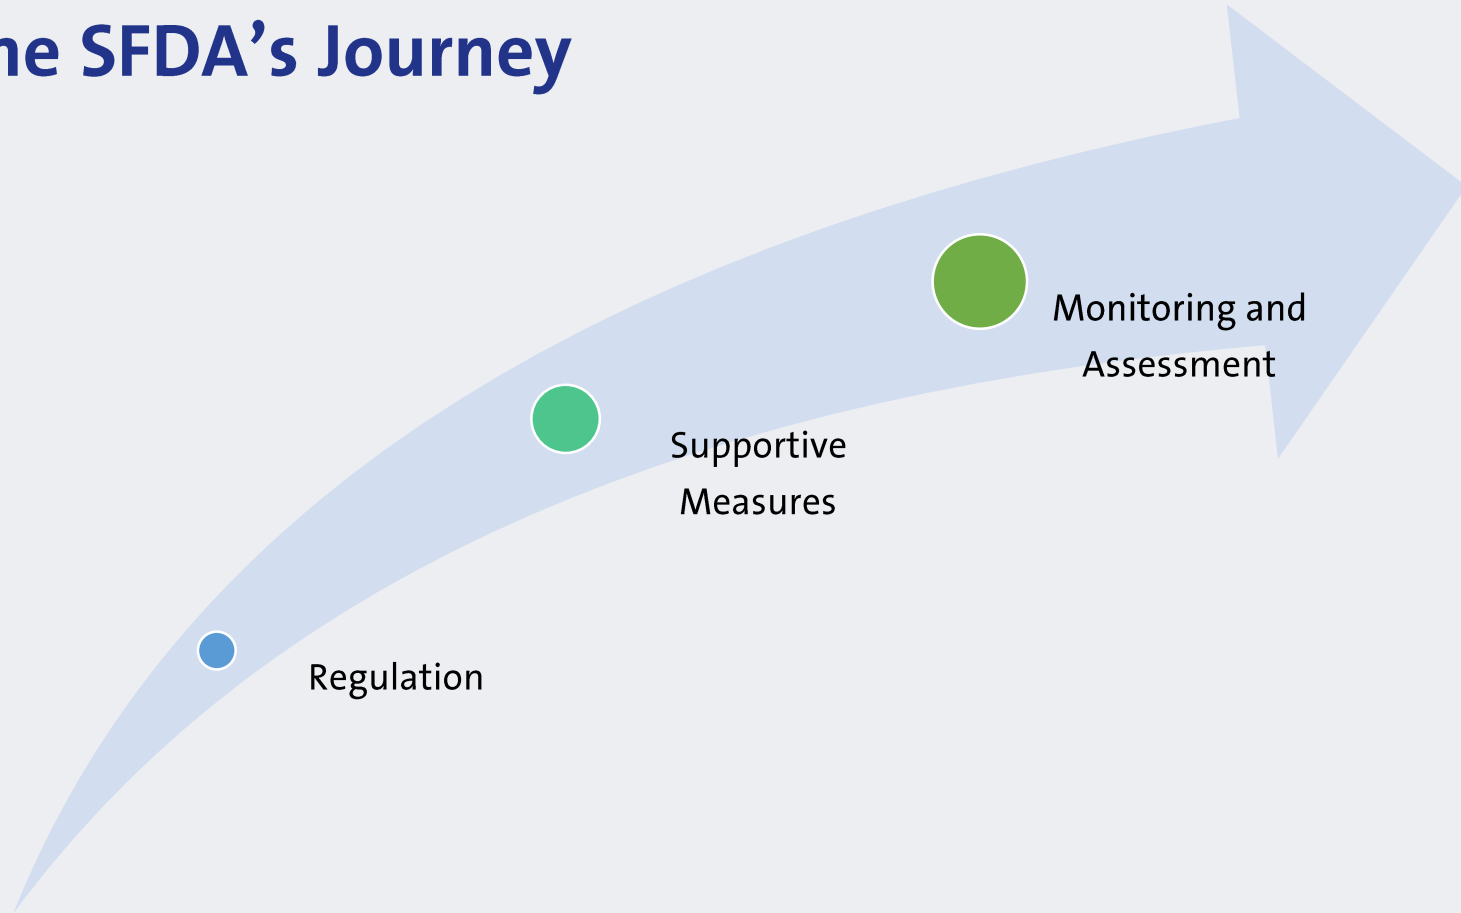 he SFDA’s Journey
Monitoring and
Assessment
Supportive
Measures
Regulation